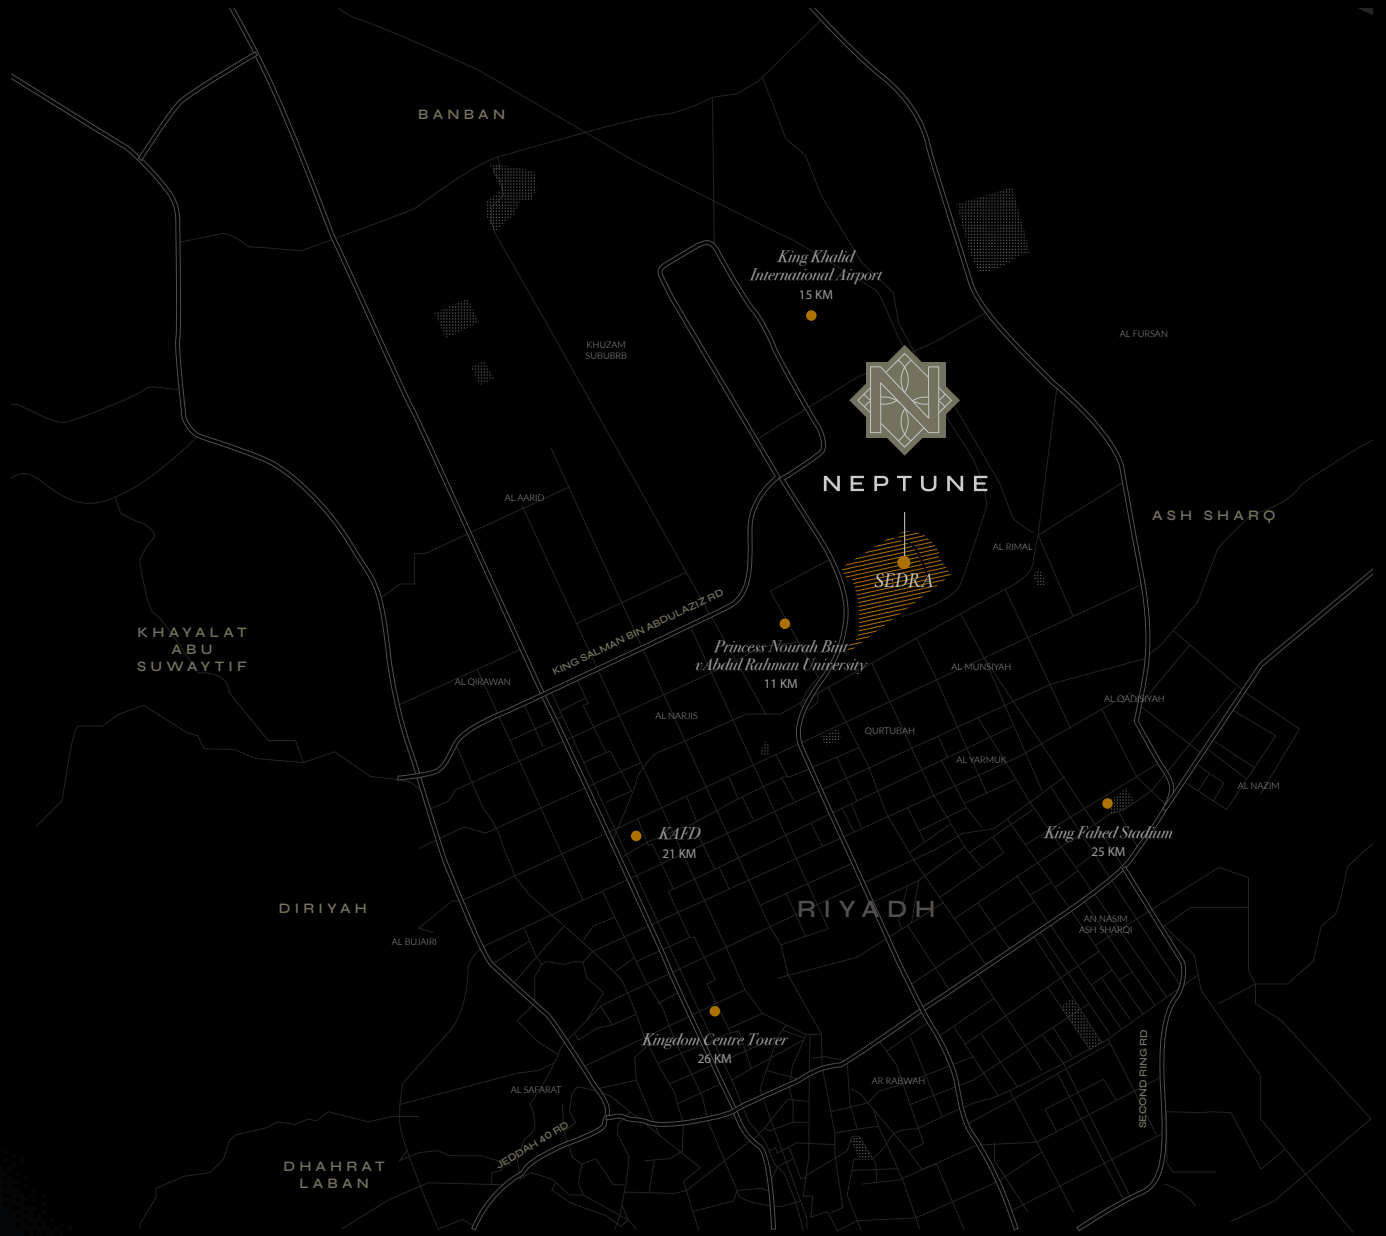 BANBAN
King Khalid
International Airport
15 KM
AL FURSAN
KHUZAM
SUBUBRB
N
NEPTUNE
AL AARID
ASH SHARQ
AL RIMAL
SEDRA
KING SALMAN BIN ABDULAZIZ RD
KHAYALAT
ABU
SUWAYTIF
Princess Nourah Bint
vAbdul Rahman University
11 KM
AL MUNSIYAH
AL QIRAWAN
AL QADISIYAH
AL NARJIS
QURTUBAH
AL YARMUK
AL NAZIM
KAFD
21 KM
King Fahed Stadium
25 KM
RIYADH
DIRIYAH
AN NASIM
ASH SHARQI
AL BUJAIRI
Kingdom Centre Tower
26 KM
SECOND RING RD
AR RABWAH
AL SAFARAT
JEDDAH 40 RD
DHAHRAT
LABAN